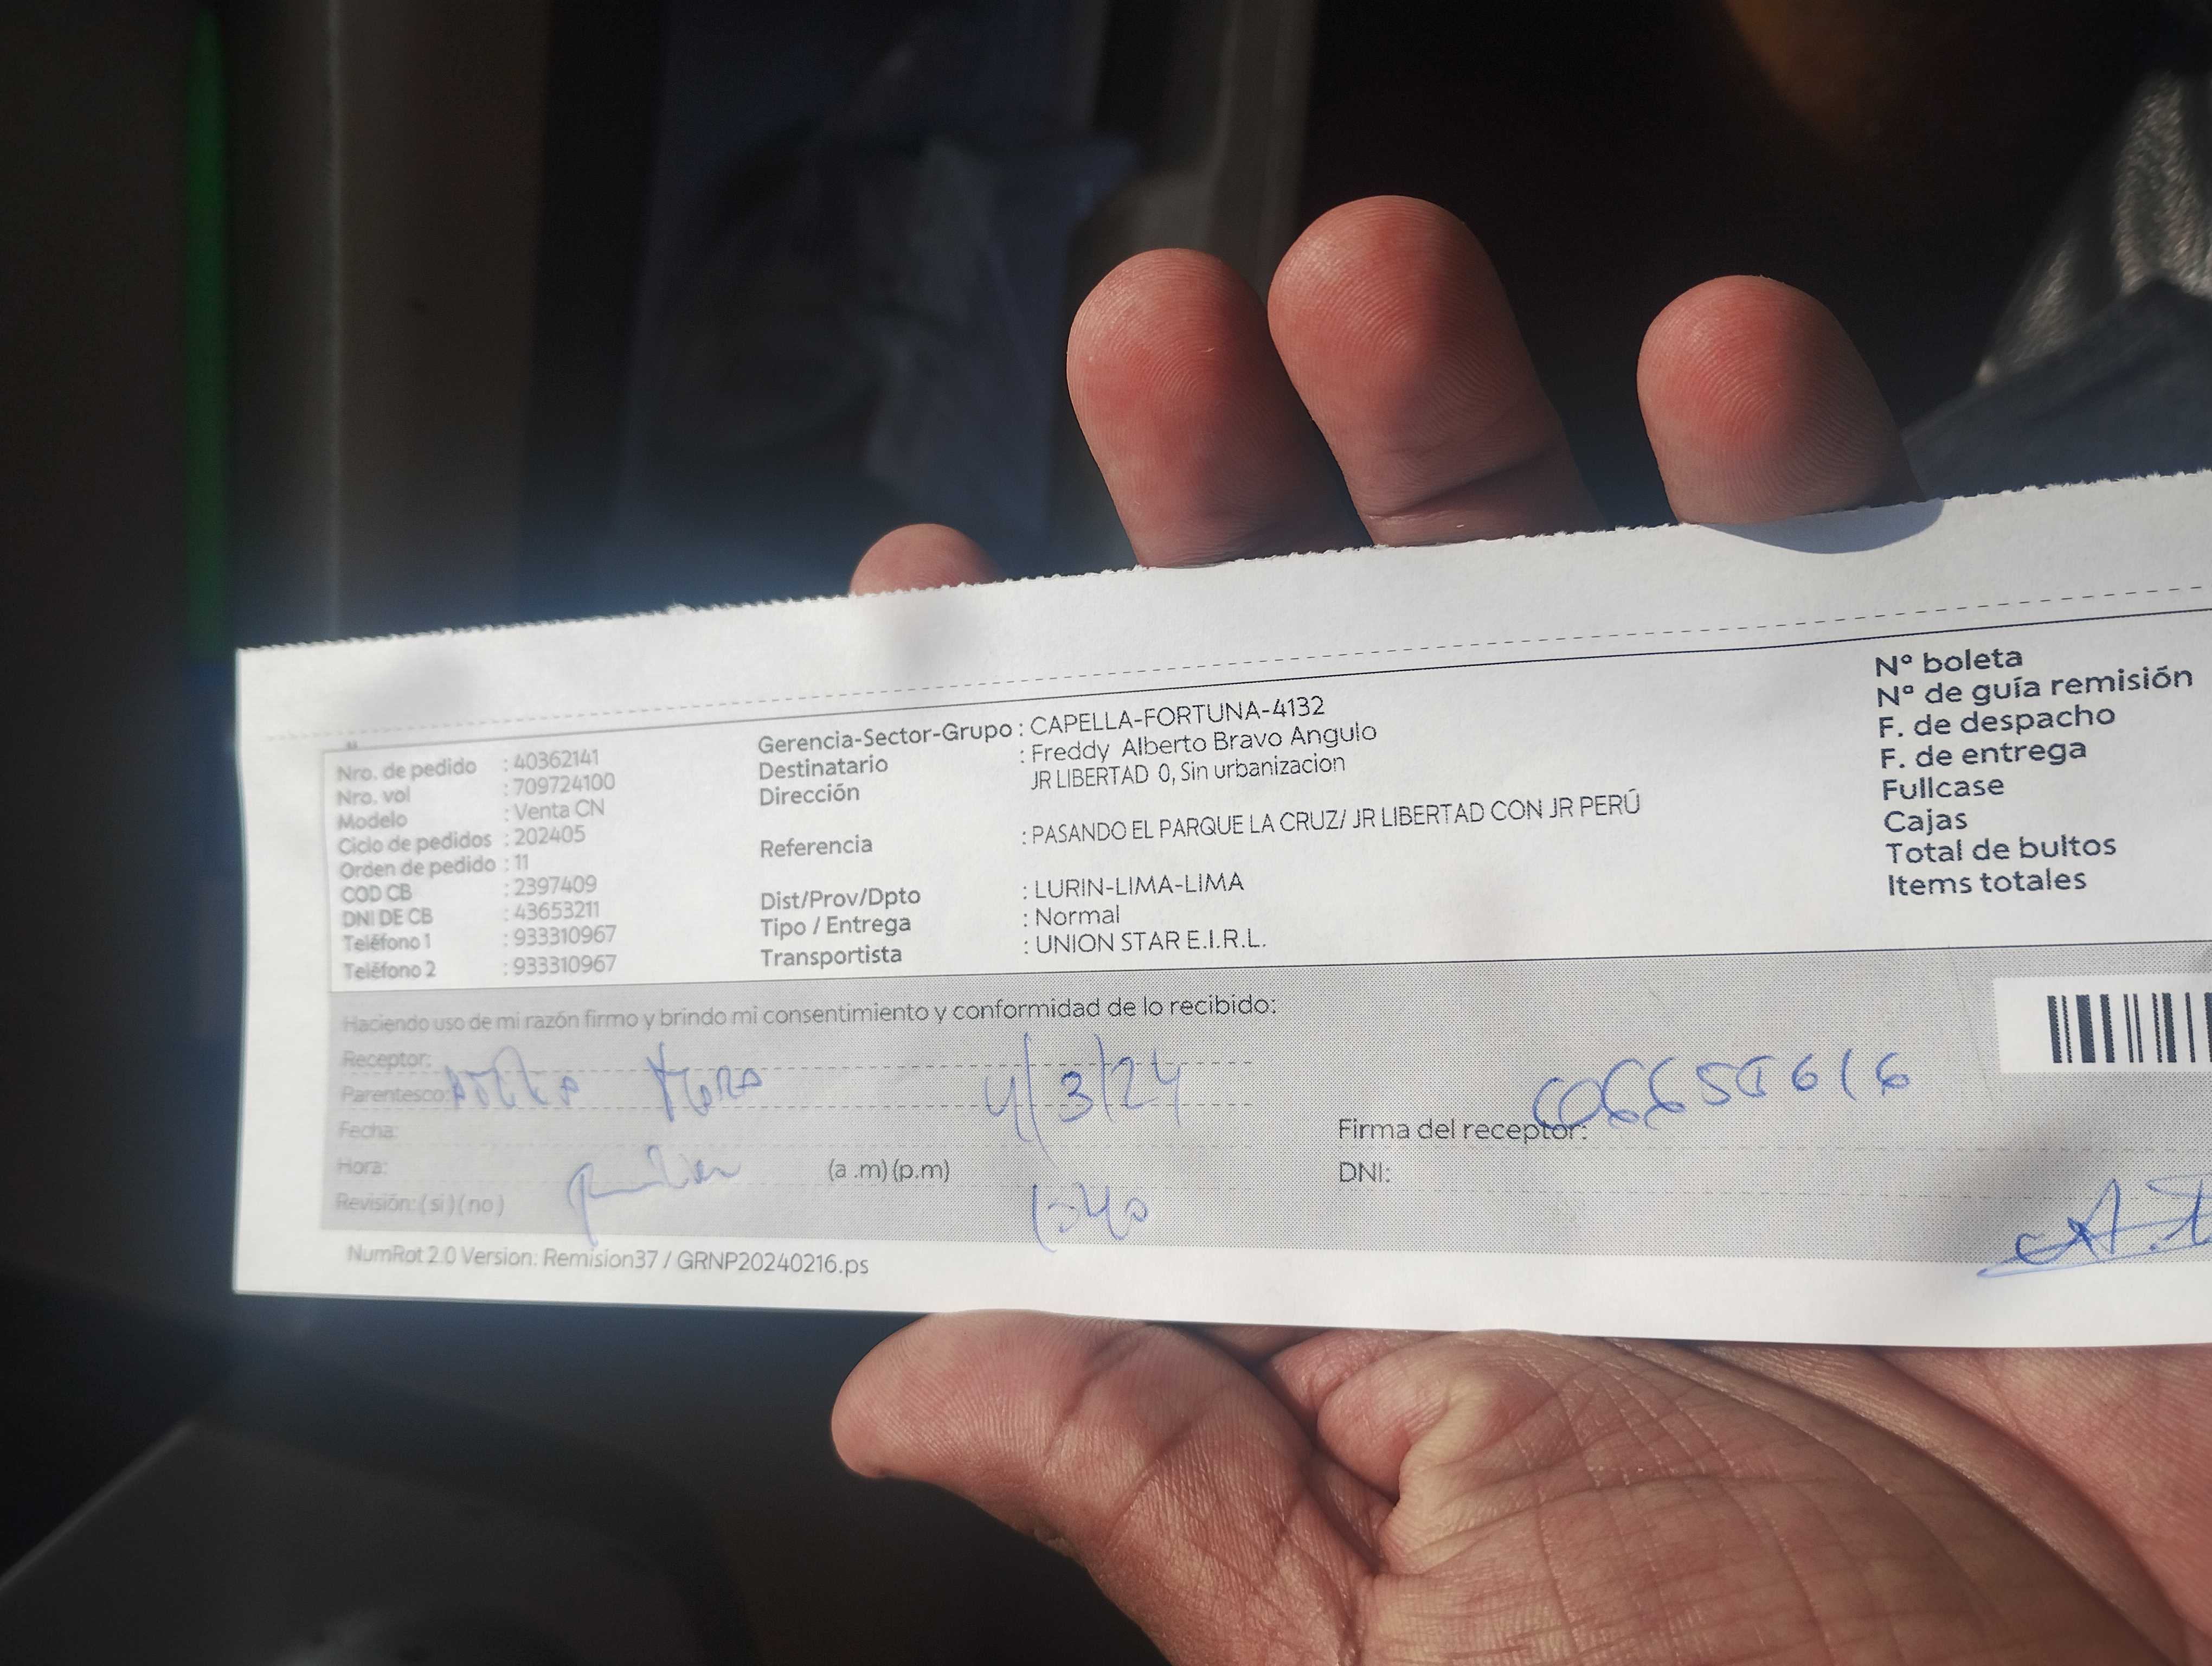 Nro. de pedido : 40362141
Nro. vol : 709724100
Modelo : Venta CN
Ciclo de pedidos : 202405
Orden de pedido : 11
COD CB : 2397409
DNI DE CB : 43653211
Teléfono 1 : 933310967
Teléfono 2 : 933310967
Gerencia-Sector-Grupo : CAPELLA-FORTUNA-4132
Destinatario : Freddy Alberto Bravo Angulo
Dirección JR LIBERTAD 0, Sin urbanizacion
Referencia : PASANDO EL PARQUE LA CRUZ/ JR LIBERTAD CON JR PERÚ
Dist/Prov/Dpto : LURIN-LIMA-LIMA
Tipo / Entrega : Normal
Transportista : UNION STAR E.I.R.L.
N° boleta
N° de guía remisión
F. de despacho
F. de entrega
Fullcase
Cajas
Total de bultos
Items totales
Haciendo uso de mi razón firmo y brindo mi consentimiento y conformidad de lo recibido:
Receptor:
Parentesco:
4/3/24
Fecha:
Hora: (a .m) (p.m)
Revisión: ( si ) ( no )
1:40
Firma del receptor:
DNI:
NumRot 2.0 Version: Remision37 / GRNP20240216.ps